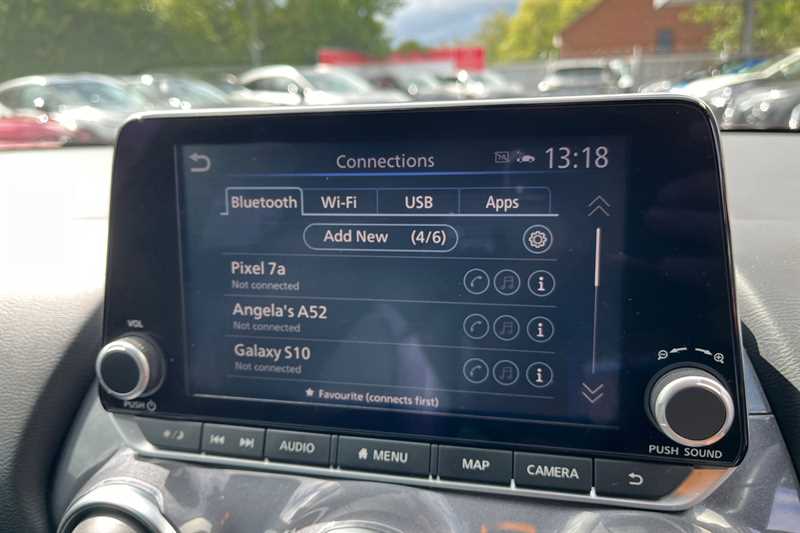 Connections
13:18
Bluetooth
Wi-Fi
USB
Apps
Add New (4/6)
Pixel 7a
Not connected
Angela's A52
Not connected
Galaxy S10
Not connected
★ Favourite (connects first)
VOL
PUSH
PUSH SOUND
AUDIO
MENU
MAP
CAMERA